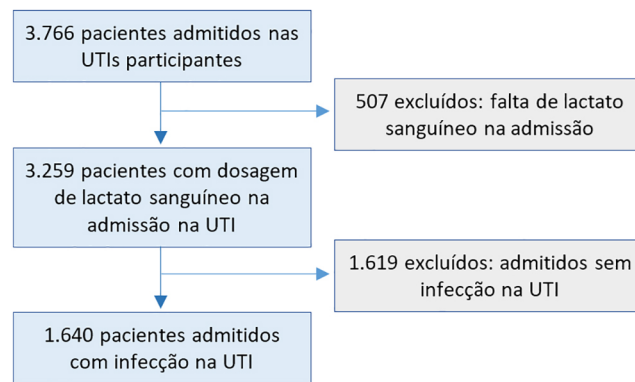 3.766 pacientes admitidos nas
UTIs participantes
507 excluídos: falta de lactato
sanguíneo na admissão
3.259 pacientes com dosagem
de lactato sanguíneo na
admissão na UTI
1.619 excluídos: admitidos sem
infecção na UTI
1.640 pacientes admitidos
com infecção na UTI